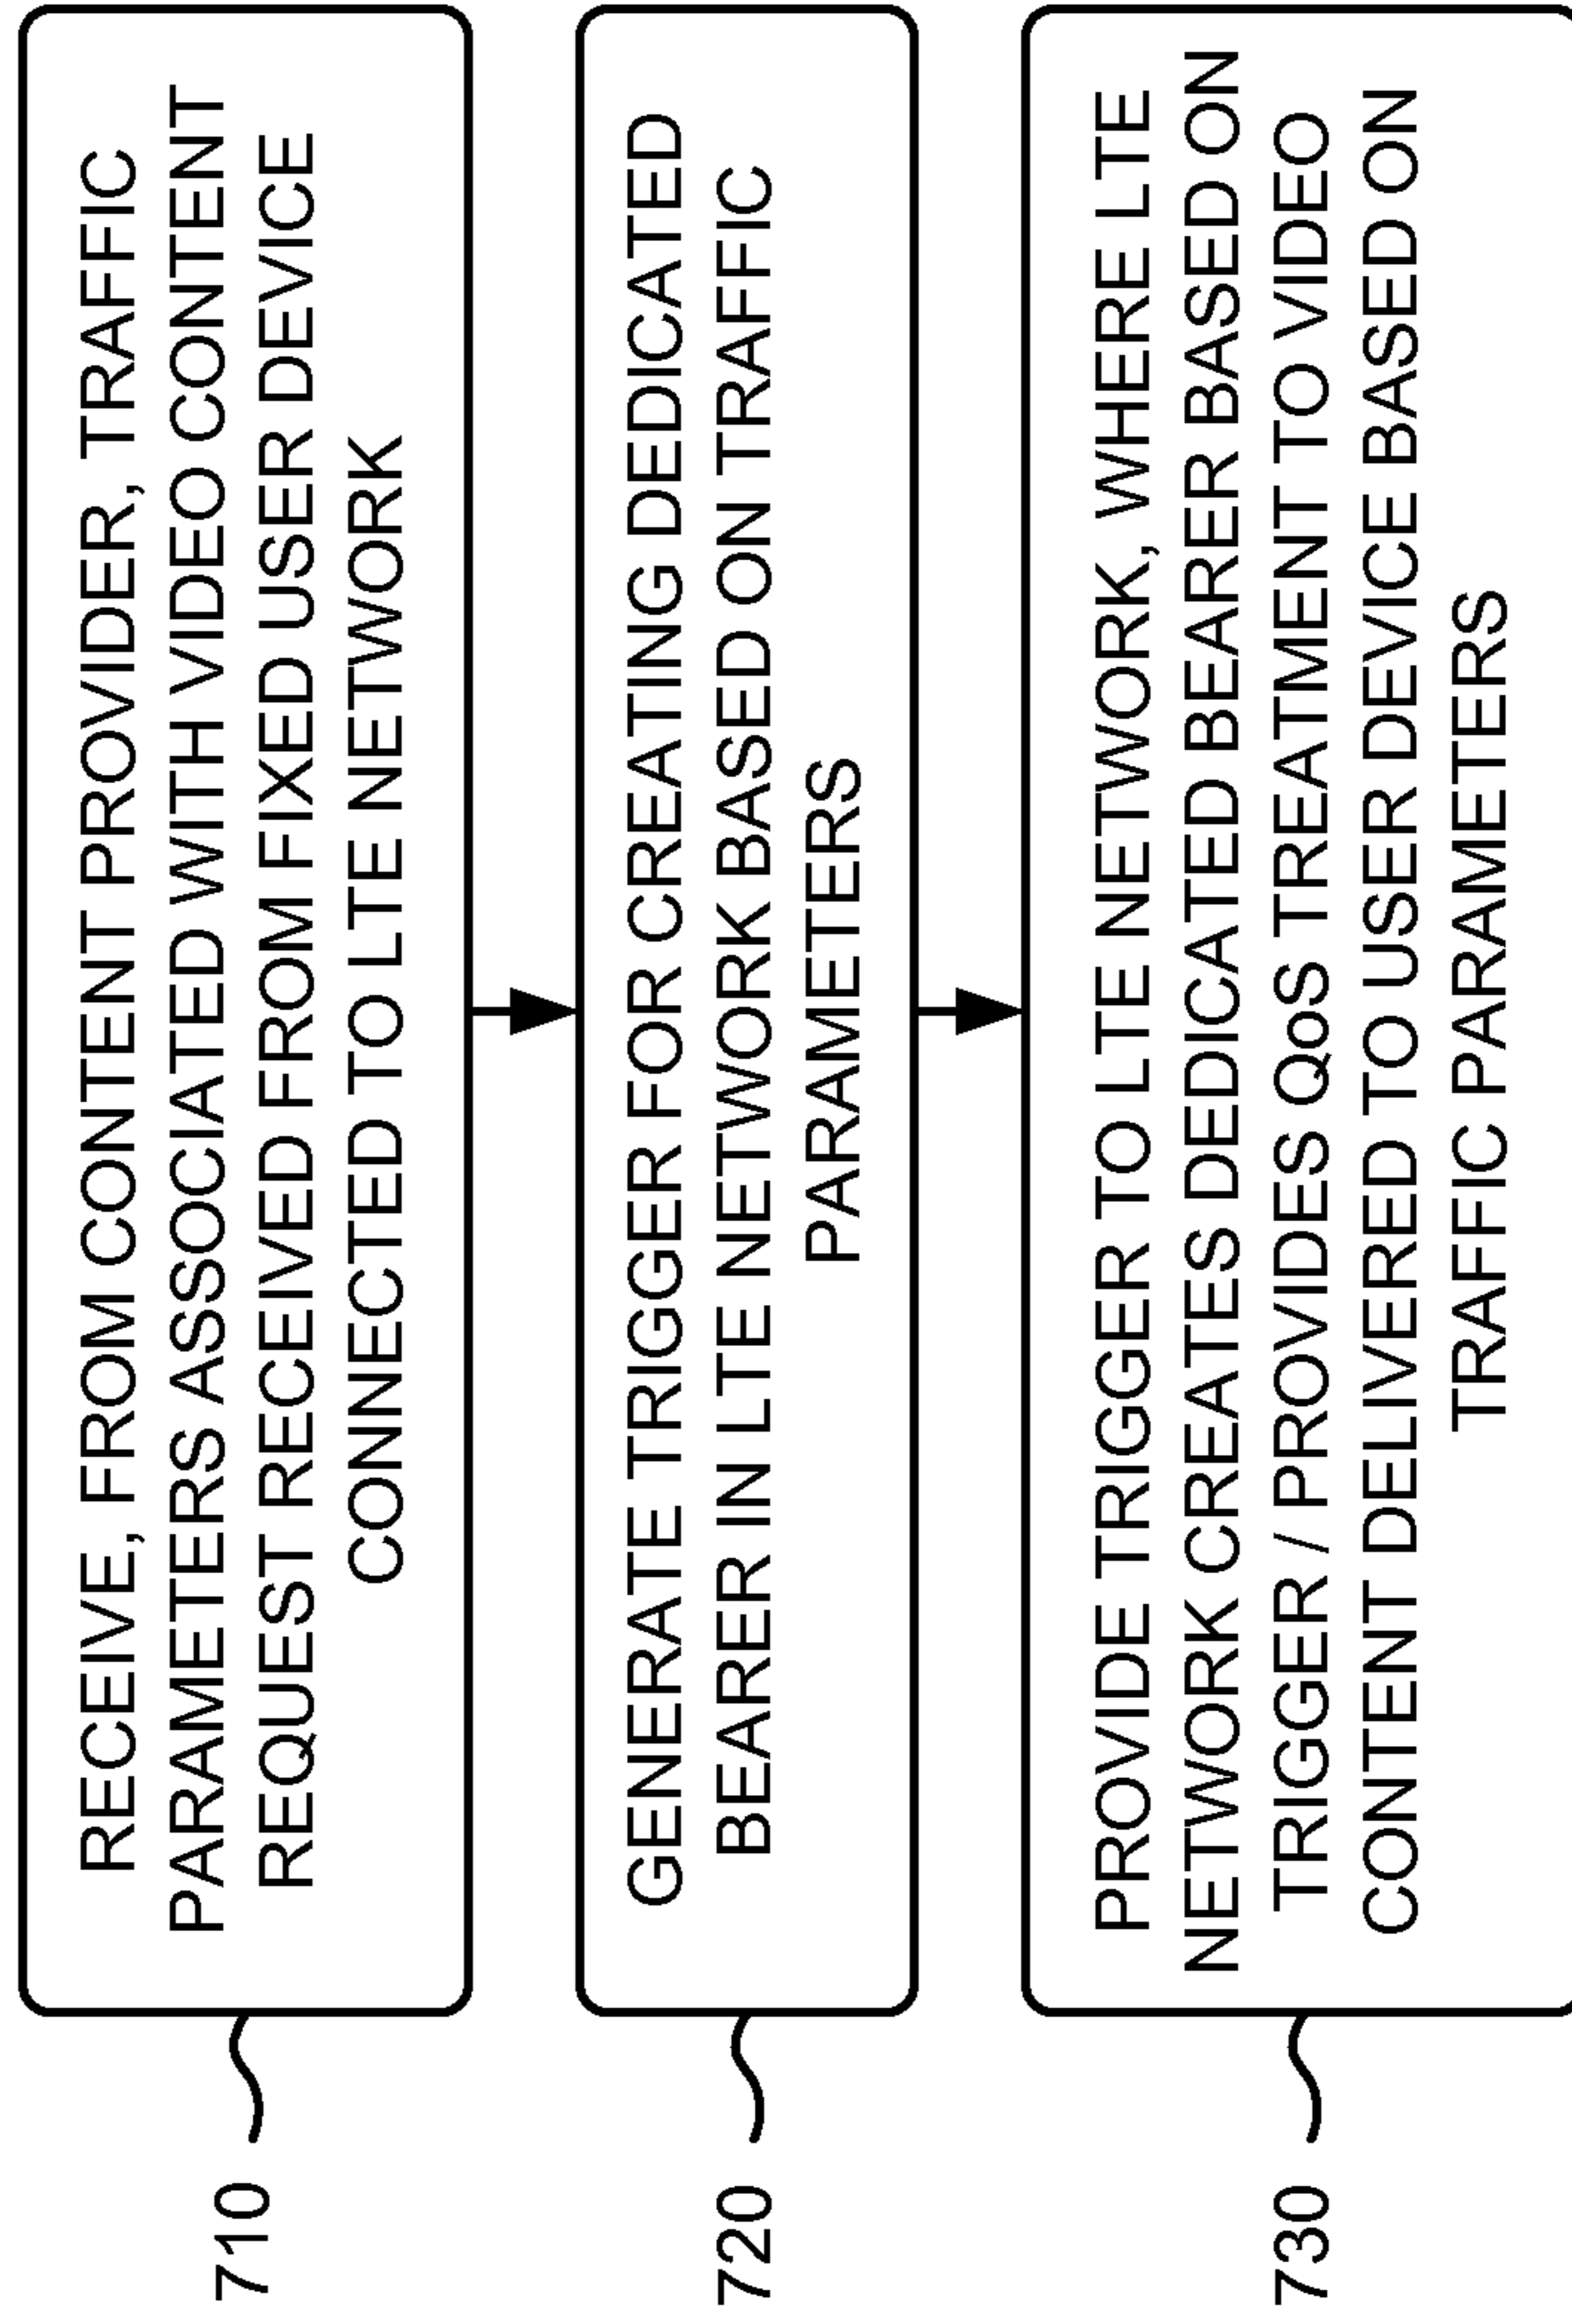 710
RECEIVE, FROM CONTENT PROVIDER, TRAFFIC
PARAMETERS ASSOCIATED WITH VIDEO CONTENT
REQUEST RECEIVED FROM FIXED USER DEVICE
CONNECTED TO LTE NETWORK
720
GENERATE TRIGGER FOR CREATING DEDICATED
BEARER IN LTE NETWORK BASED ON TRAFFIC
PARAMETERS
730
PROVIDE TRIGGER TO LTE NETWORK, WHERE LTE
NETWORK CREATES DEDICATED BEARER BASED ON
TRIGGER / PROVIDES QoS TREATMENT TO VIDEO
CONTENT DELIVERED TO USER DEVICE BASED ON
TRAFFIC PARAMETERS